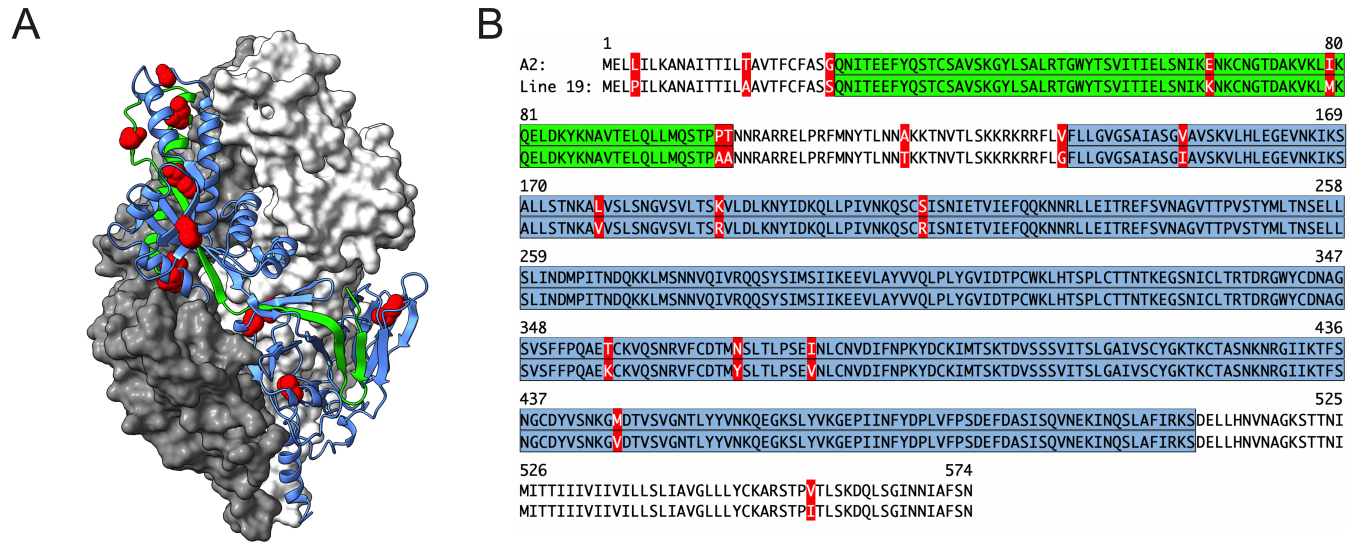 A
B
1 80
A2: MELLILKANAITTILTAVTFCFASGQNITEEFYQSTCSAVSKGYLSALRTGWYTSVITIELSNIKENKCNGTDAKVKLIK
Line 19: MELPILKANAITTILAAVTFCFASSQNITEEFYQSTCSAVSKGYLSALRTGWYTSVITIELSNIKKNKCNGTDAKVKLMK
81 169
QELDKYKNAVTELQLLMQSTPPTNNRARRELPRFMNYTLNNAKKTNVTLSKKRKRRFLVFLLGVGSAIASGVAVSKVLHLEGEVNKIKS
QELDKYKNAVTELQLLMQSTPAANNRARRELPRFMNYTLNNTKKTNVTLSKKRKRRFLGFLLGVGSAIASGIAVSKVLHLEGEVNKIKS
170 258
ALLSTNKALVSLSNGVSVLTSKVLDLKNYIDKQLLPIVNKQSCSISNIETVIEFQQKNNRLLEITREFSVNAGVTTPVSTYMLTNSELL
ALLSTNKAVVSLSNGVSVLTSRVLDLKNYIDKQLLPIVNKQSCRISNIETVIEFQQKNNRLLEITREFSVNAGVTTPVSTYMLTNSELL
259 347
SLINDMPITNDQKKLMSNNVQIVRQQSYSIMSIIKEEVLAYVVQLPLYGVIDTPCWKLHTSPLCTTNTKEGSNICLTRTDRGWYCDNAG
SLINDMPITNDQKKLMSNNVQIVRQQSYSIMSIIKEEVLAYVVQLPLYGVIDTPCWKLHTSPLCTTNTKEGSNICLTRTDRGWYCDNAG
348 436
SVSFFPQAETCKVQSNRVFCDTMNSLTLPSEINLCNVDIFNPKYDCKIMTSKTDVSSSVITSLGAIVSCYGKTKCTASNKNRGIIKTFS
SVSFFPQAEKCKVQSNRVFCDTMYSLTLPSEVNLCNVDIFNPKYDCKIMTSKTDVSSSVITSLGAIVSCYGKTKCTASNKNRGIIKTFS
437 525
NGCDYVSNKGMDTVSVGNTLYYVNKQEGKSLYVKGEPIINFYDPLVFPSDEFDASISQVNEKINQSLAFIRKSDELLHNVNAGKSTTNI
NGCDYVSNKGVDTVSVGNTLYYVNKQEGKSLYVKGEPIINFYDPLVFPSDEFDASISQVNEKINQSLAFIRKSDELLHNVNAGKSTTNI
526 574
MITTIIIVIIVILLSLIAVGLLLYCKARSTPVTLSKDQLSGINNIAFSN
MITTIIIVIIVILLSLIAVGLLLYCKARSTPITLSKDQLSGINNIAFSN